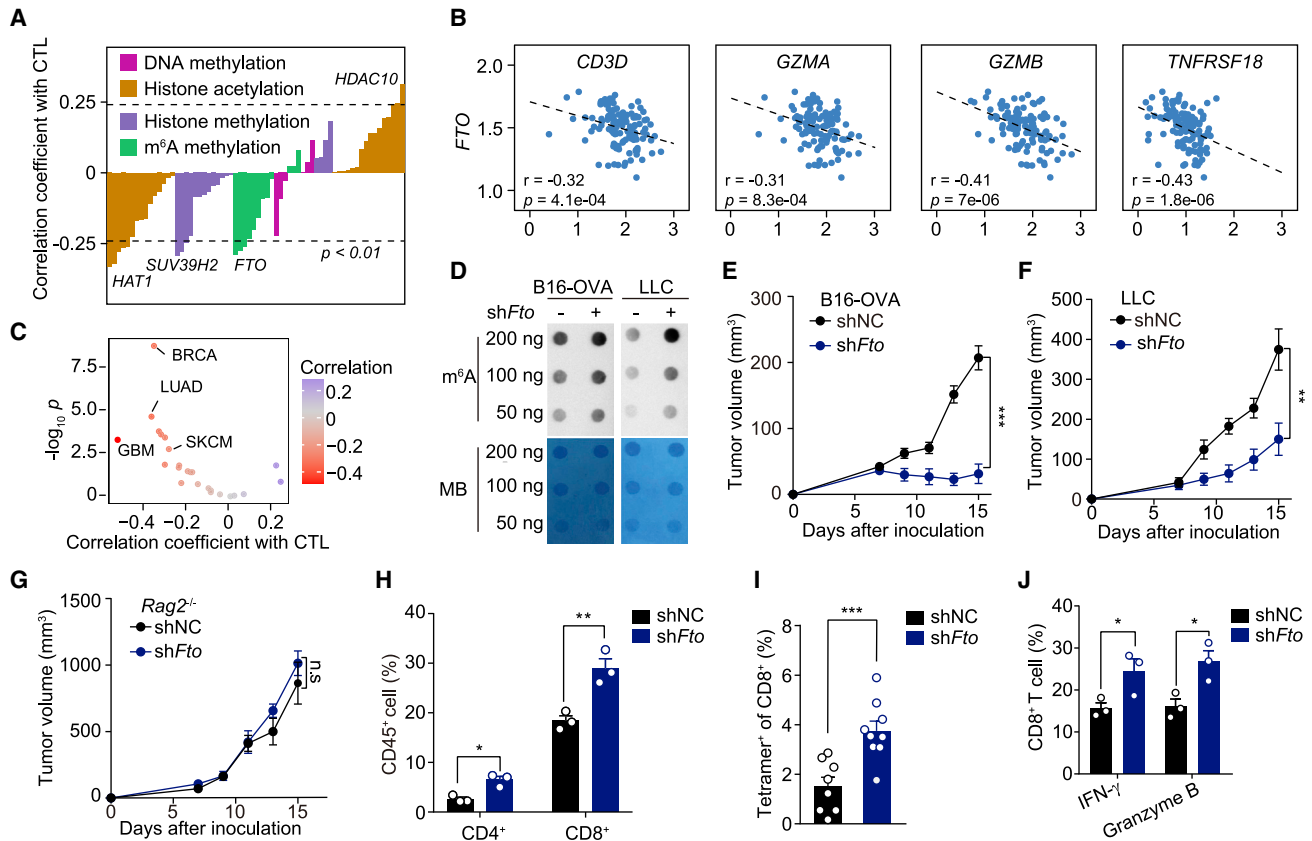 A
Correlation coefficient with CTL
0.25
0
-0.25
DNA methylation
Histone acetylation
Histone methylation
m⁶A methylation
HDAC10
HAT1
SUV39H2
FTO
p < 0.01
B
FTO
2.0
1.5
1.0
CD3D
r = -0.32
p = 4.1e-04
0 1 2 3
GZMA
r = -0.31
p = 8.3e-04
0 1 2 3
GZMB
r = -0.41
p = 7e-06
0 1 2 3
TNFRSF18
r = -0.43
p = 1.8e-06
0 1 2 3
C
-log₁₀ p
7.5
5.0
2.5
0
BRCA
LUAD
GBM
SKCM
−0.4 −0.2 0 0.2
Correlation coefficient with CTL
Correlation
0.2
0
−0.2
−0.4
D
B16-OVA LLC
shFto - + - +
m⁶A
200 ng
100 ng
50 ng
MB
200 ng
100 ng
50 ng
E
Tumor volume (mm³)
300
200
100
0
B16-OVA
shNC
shFto
***
0 5 10 15
Days after inoculation
F
Tumor volume (mm³)
500
400
300
200
100
0
LLC
shNC
shFto
**
0 5 10 15
Days after inoculation
G
Tumor volume (mm³)
1500
1000
500
0
Rag2⁻/⁻
shNC
shFto
n.s
0 5 10 15
Days after inoculation
H
CD45⁺ cell (%)
40
30
20
10
0
*
**
shNC
shFto
CD4⁺ CD8⁺
I
Tetramer⁺ of CD8⁺ (%)
8
6
4
2
0
***
shNC
shFto
J
CD8⁺ T cell (%)
40
30
20
10
0
*
*
shNC
shFto
IFN-γ
Granzyme B